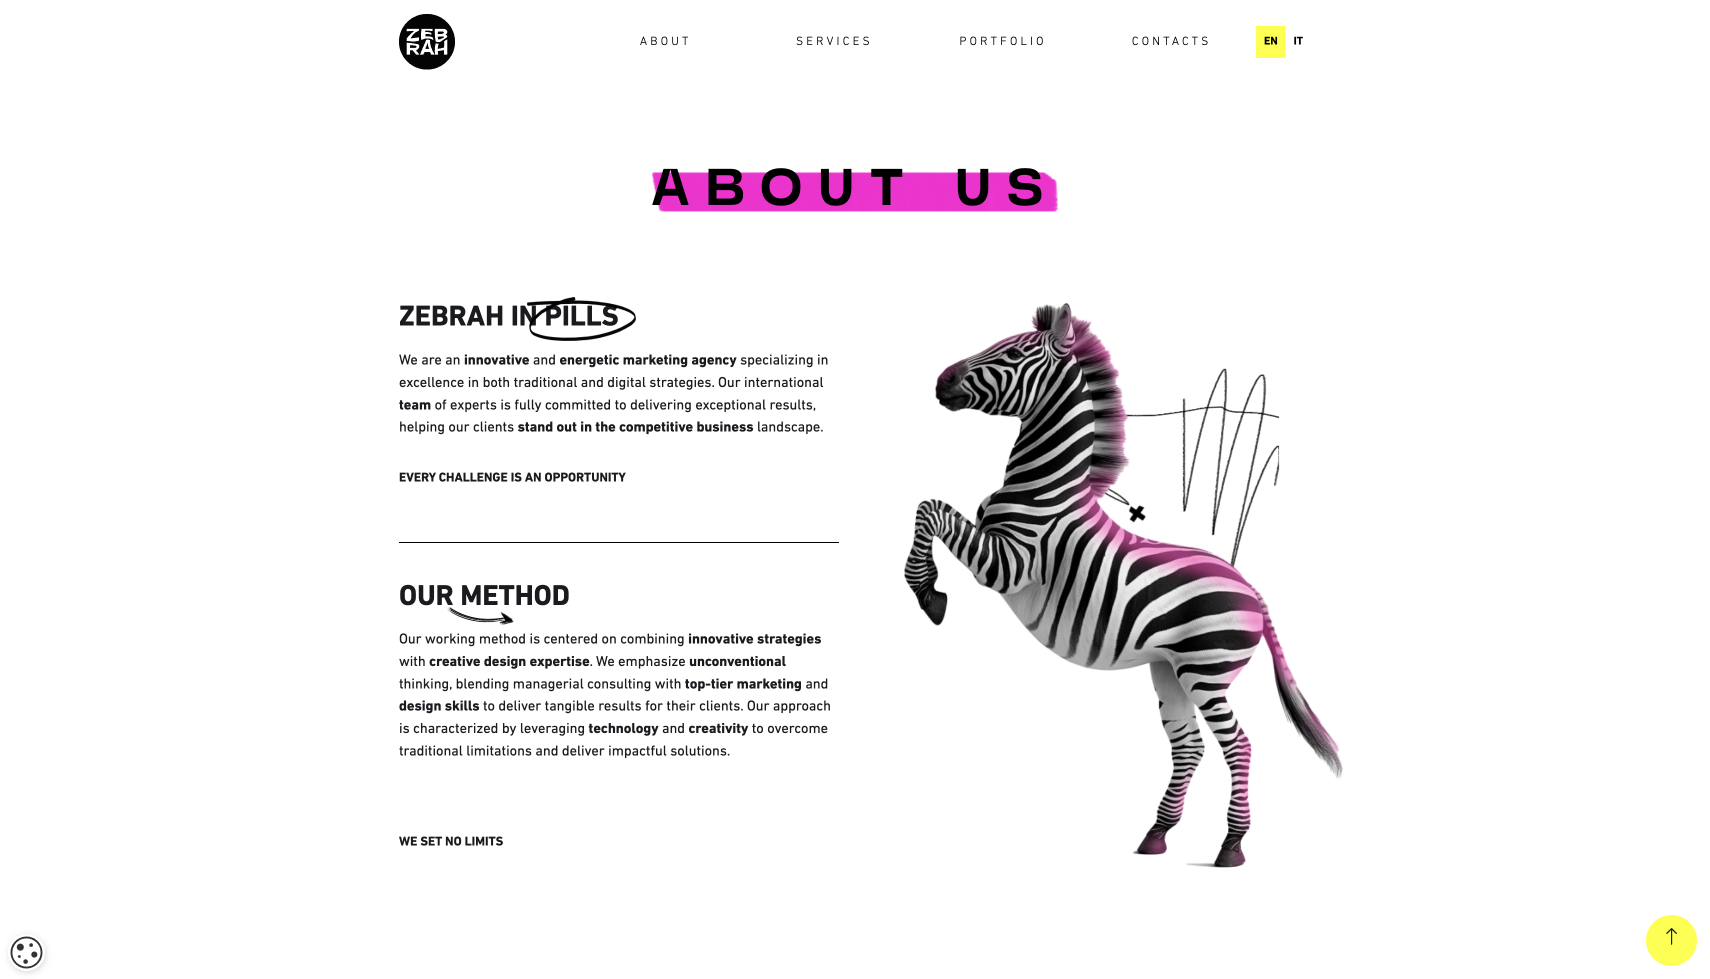 ZEB
RAH
ABOUT
SERVICES
PORTFOLIO
CONTACTS
EN
IT
ABOUT US
ZEBRAH IN PILLS
We are an innovative and energetic marketing agency specializing in
excellence in both traditional and digital strategies. Our international
team of experts is fully committed to delivering exceptional results,
helping our clients stand out in the competitive business landscape.
EVERY CHALLENGE IS AN OPPORTUNITY
OUR METHOD
Our working method is centered on combining innovative strategies
with creative design expertise. We emphasize unconventional
thinking, blending managerial consulting with top-tier marketing and
design skills to deliver tangible results for their clients. Our approach
is characterized by leveraging technology and creativity to overcome
traditional limitations and deliver impactful solutions.
WE SET NO LIMITS